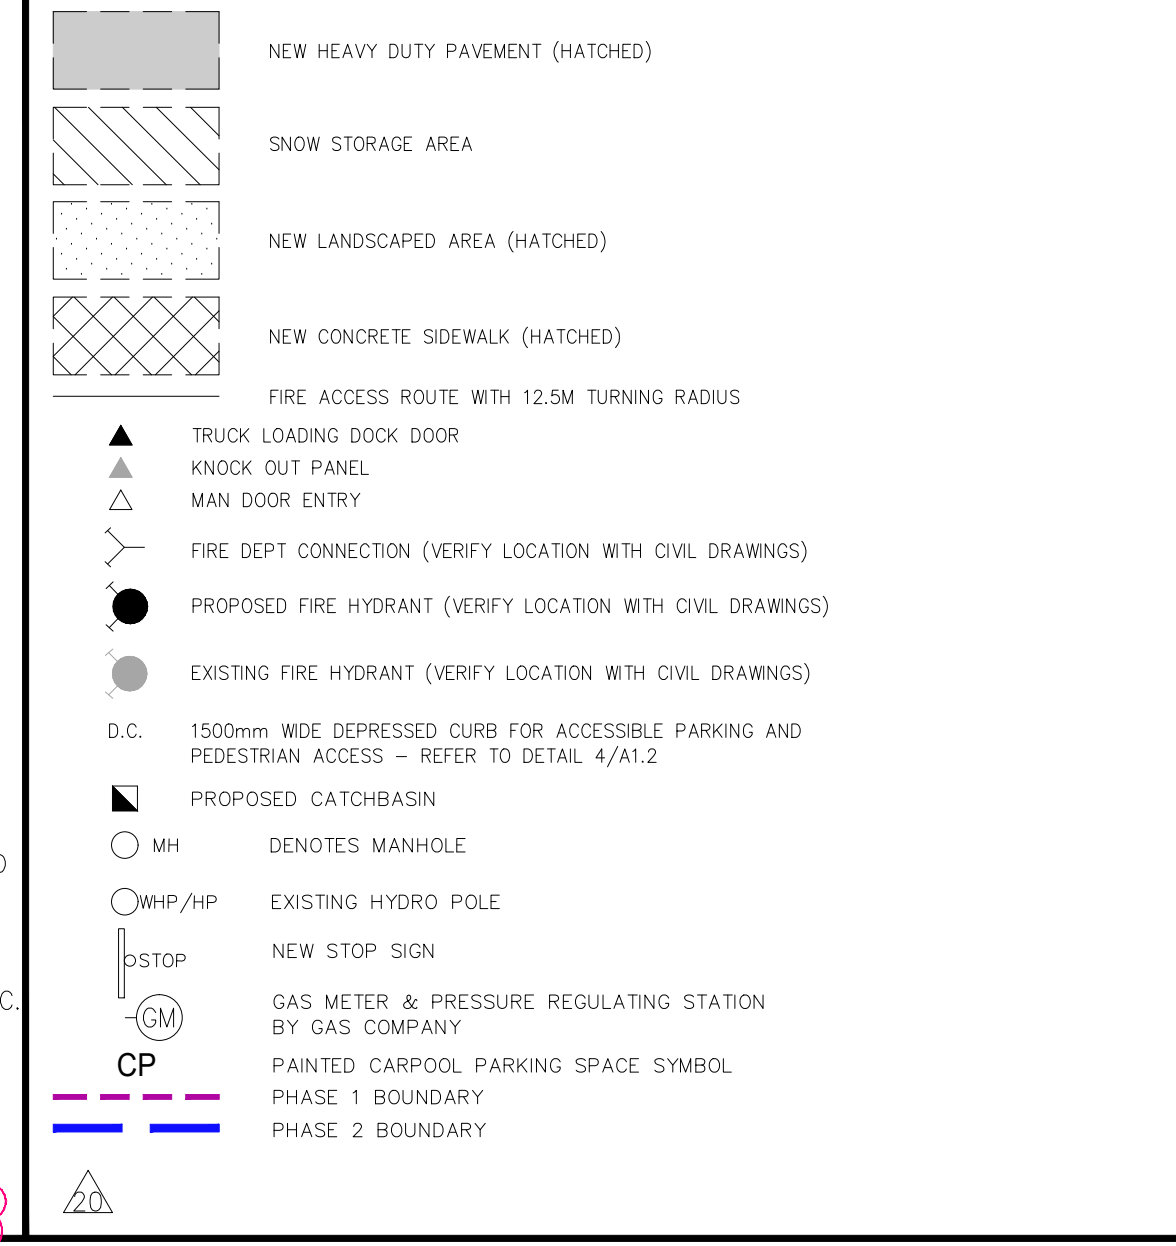 NEW HEAVY DUTY PAVEMENT (HATCHED)
SNOW STORAGE AREA
NEW LANDSCAPED AREA (HATCHED)
NEW CONCRETE SIDEWALK (HATCHED)
FIRE ACCESS ROUTE WITH 12.5M TURNING RADIUS
TRUCK LOADING DOCK DOOR
KNOCK OUT PANEL
MAN DOOR ENTRY
FIRE DEPT CONNECTION (VERIFY LOCATION WITH CIVIL DRAWINGS)
PROPOSED FIRE HYDRANT (VERIFY LOCATION WITH CIVIL DRAWINGS)
EXISTING FIRE HYDRANT (VERIFY LOCATION WITH CIVIL DRAWINGS)
D.C. 1500mm WIDE DEPRESSED CURB FOR ACCESSIBLE PARKING AND
PEDESTRIAN ACCESS – REFER TO DETAIL 4/A1.2
PROPOSED CATCHBASIN
MH DENOTES MANHOLE
WHP/HP EXISTING HYDRO POLE
STOP NEW STOP SIGN
GM GAS METER & PRESSURE REGULATING STATION
BY GAS COMPANY
CP PAINTED CARPOOL PARKING SPACE SYMBOL
PHASE 1 BOUNDARY
PHASE 2 BOUNDARY
20